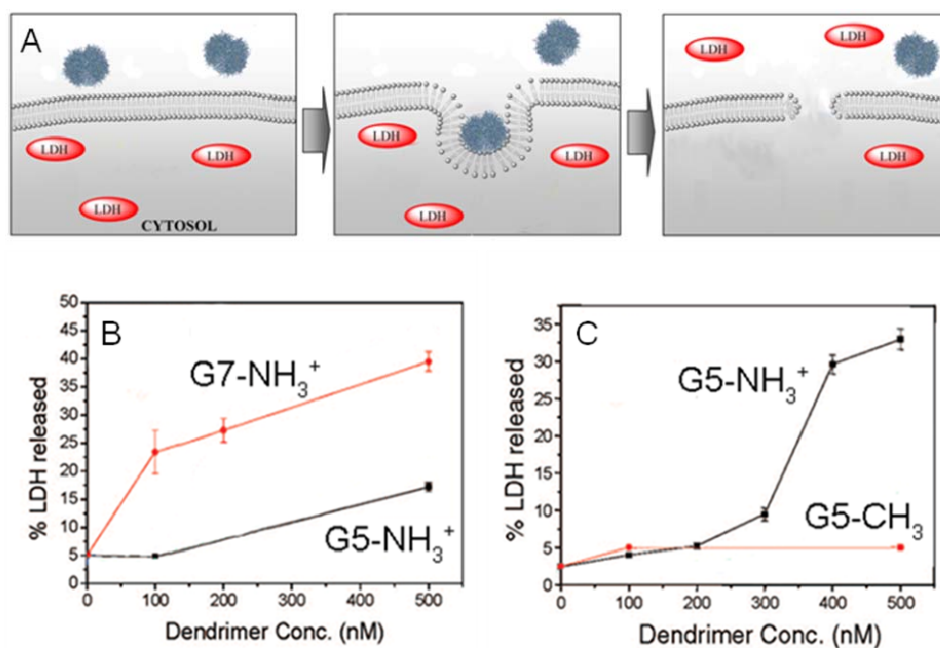 A
LDH
LDH
LDH
CYTOSOL
LDH
LDH
LDH
LDH
LDH
LDH
B
50
45
40
35
30
25
20
15
10
5
0
% LDH released
G7-NH₃⁺
G5-NH₃⁺
0 100 200 300 400 500
Dendrimer Conc. (nM)
C
35
30
25
20
15
10
5
0
% LDH released
G5-NH₃⁺
G5-CH₃
0 100 200 300 400 500
Dendrimer Conc. (nM)